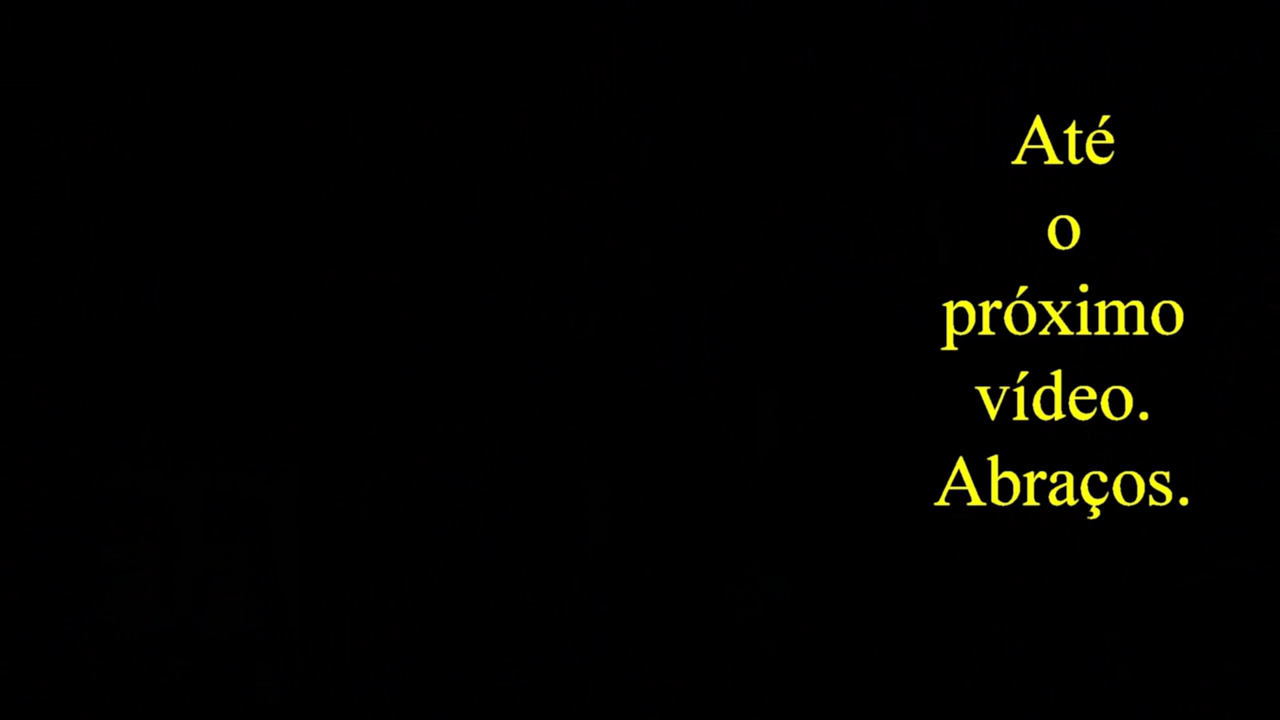 Até
o
próximo
vídeo.
Abraços.